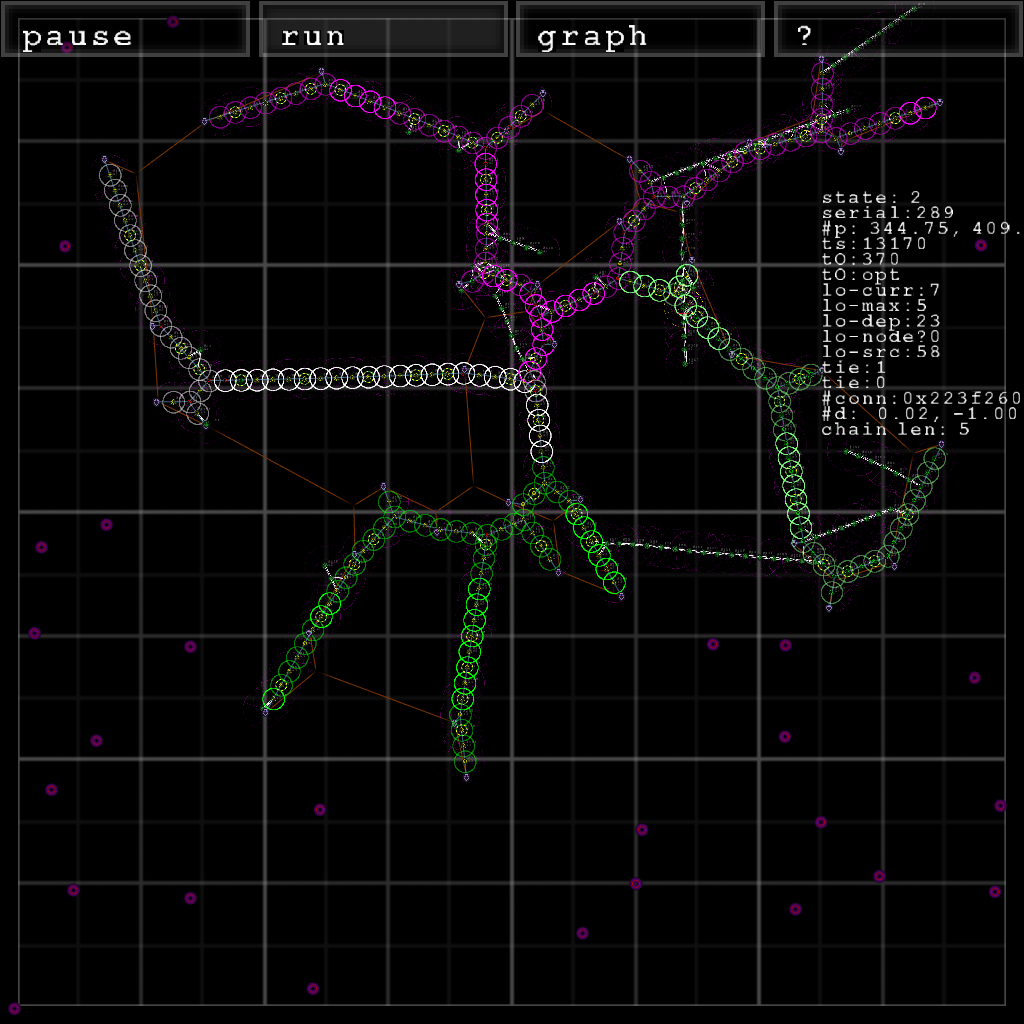 pause
run
graph
?
state: 2
serial:289
#p: 344.75, 409.
ts:13170
t0:370
t0:opt
lo-curr:7
lo-max:5
lo-dep:23
lo-node?0
lo-src:58
tie:1
tie:0
#conn:0x223f260
#d: 0.02, -1.00
chain len: 5